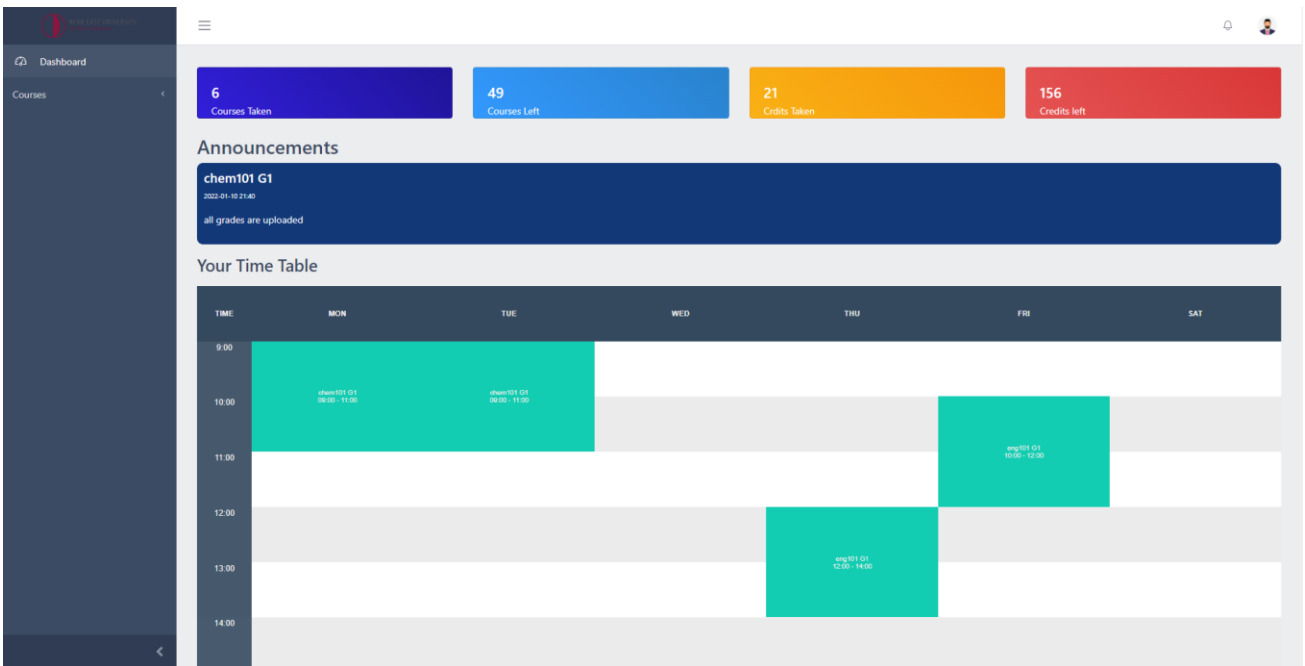 Dashboard
Courses
6
Courses Taken
49
Courses Left
21
Crdits Taken
156
Credits left
Announcements
chem101 G1
2022-01-10 21:40
all grades are uploaded
Your Time Table
TIME MON TUE WED THU FRI SAT
9:00
chem101 G1 chem101 G1
09:00 - 11:00 09:00 - 11:00
10:00
eng101 G1
10:00 - 12:00
11:00
12:00
eng101 G1
12:00 - 14:00
13:00
14:00